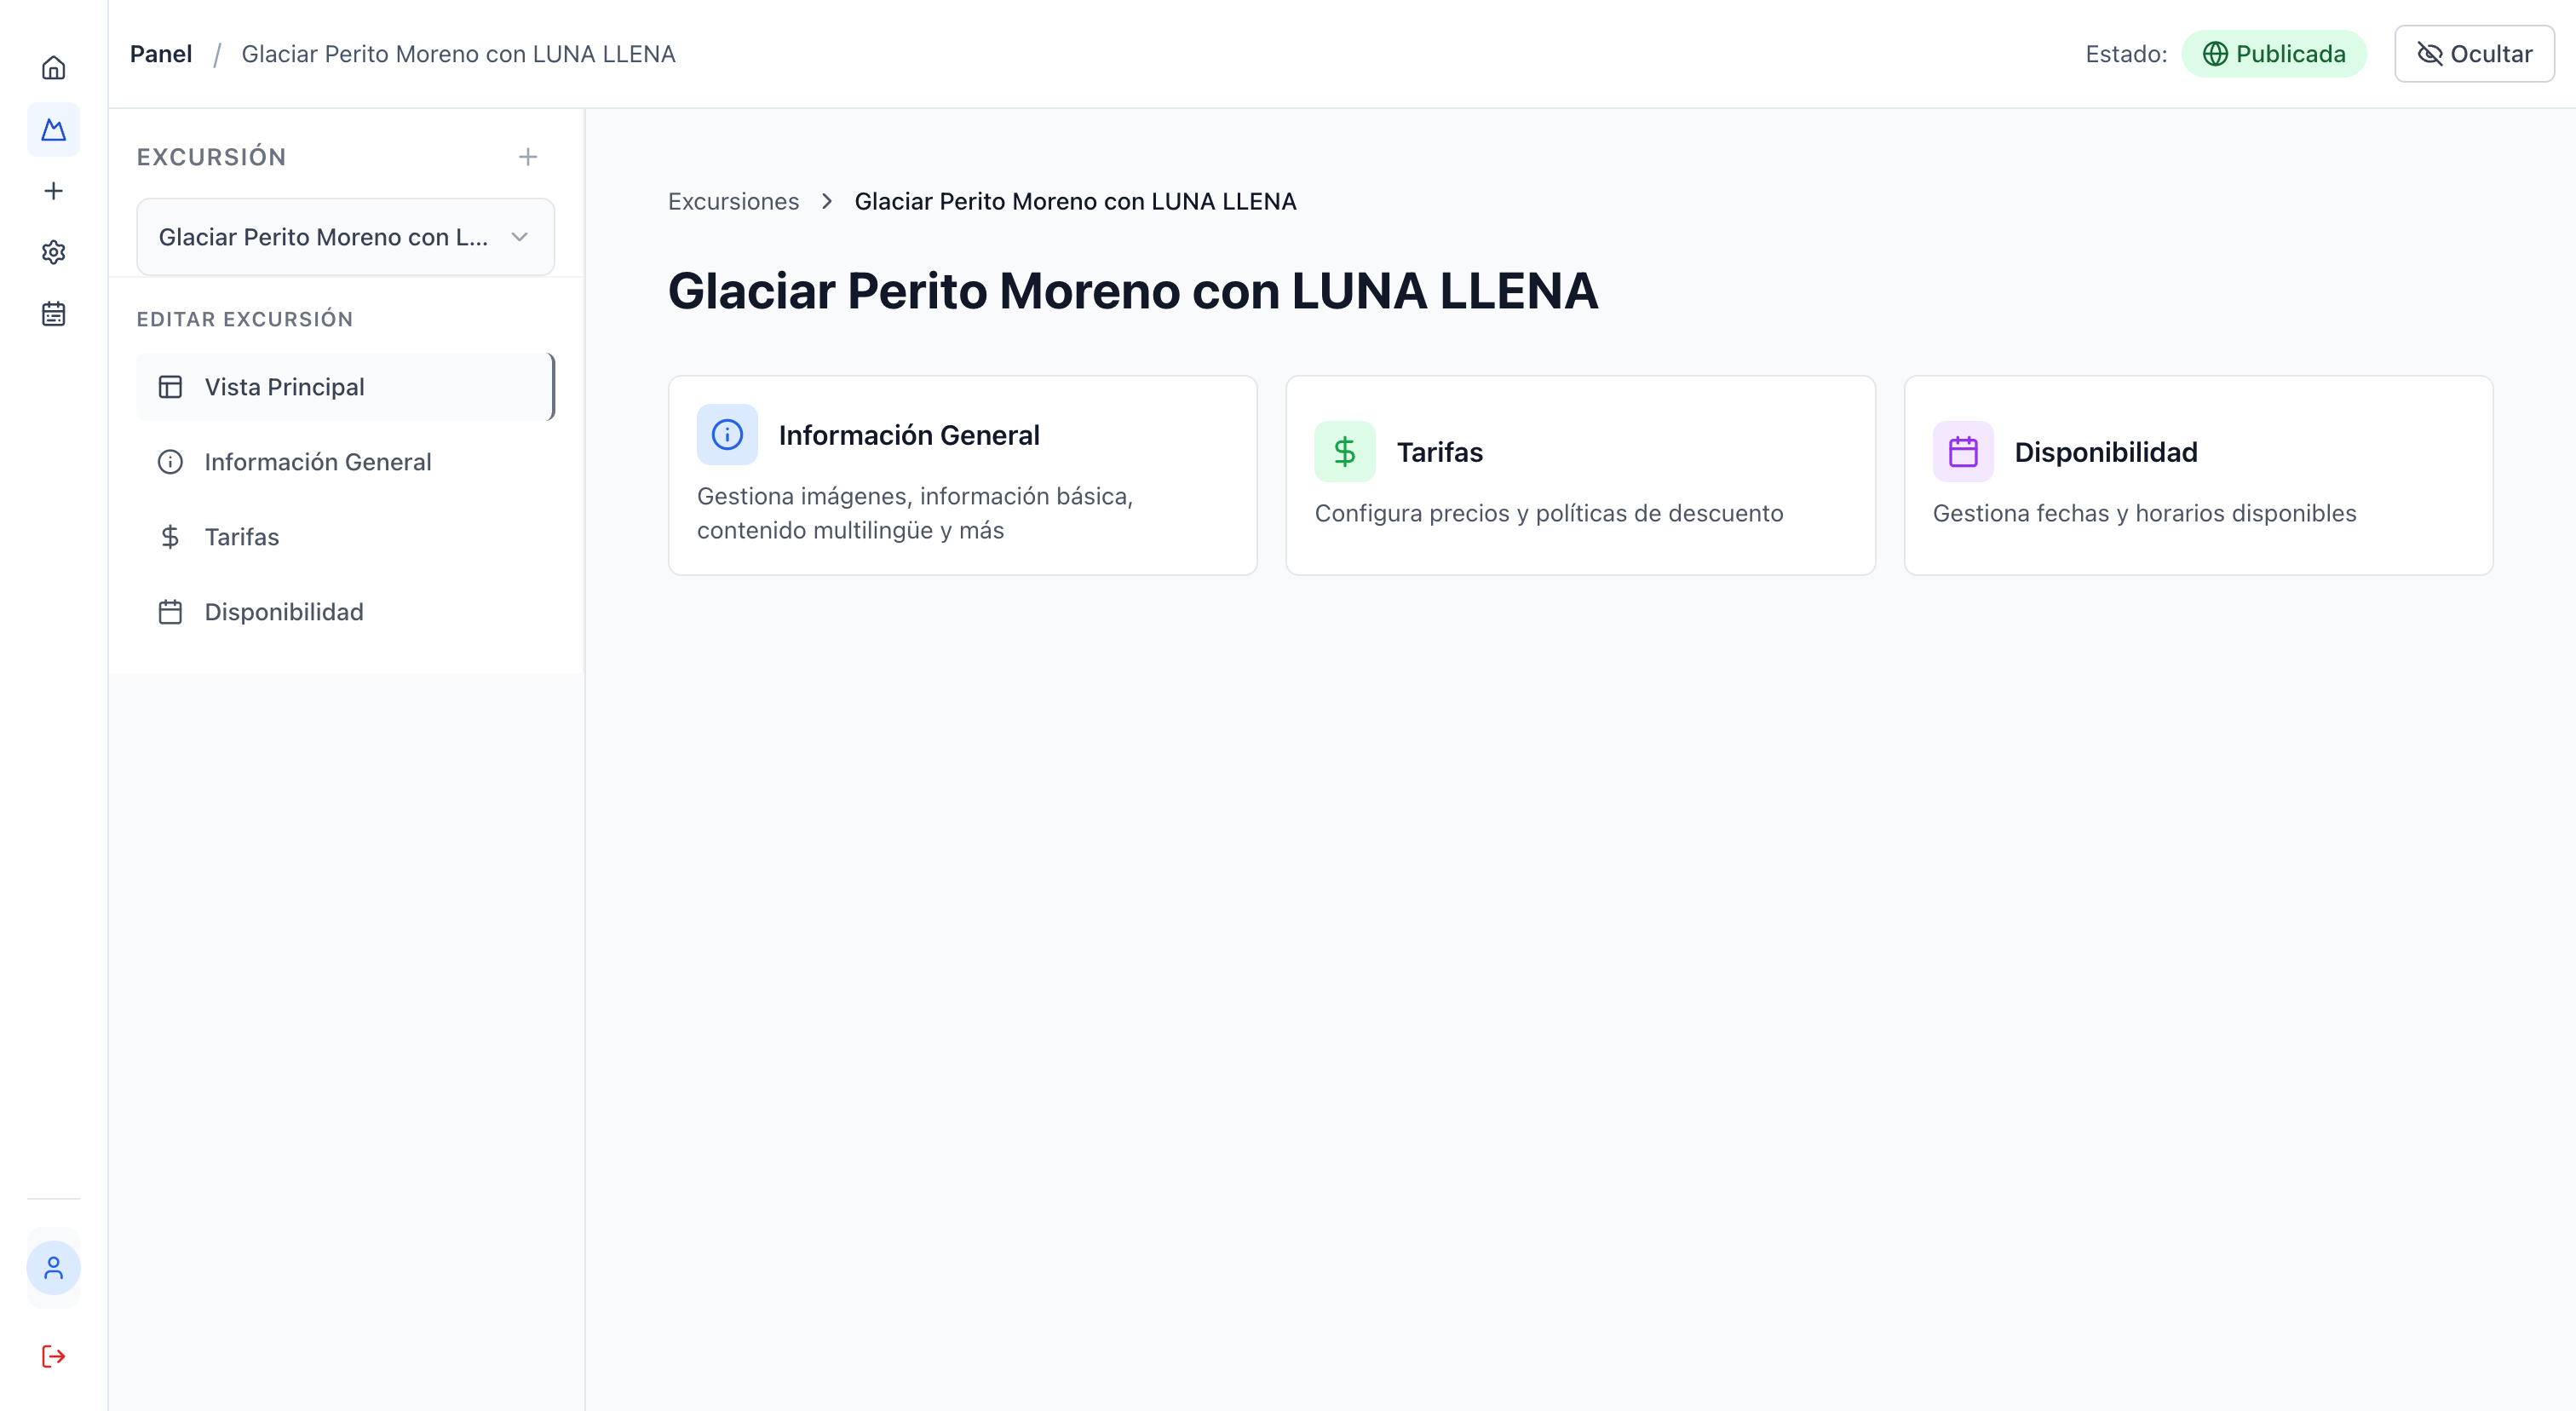 Panel / Glaciar Perito Moreno con LUNA LLENA
Estado: Publicada Ocultar
EXCURSIÓN
Glaciar Perito Moreno con L...
EDITAR EXCURSIÓN
Vista Principal
Información General
Tarifas
Disponibilidad
Excursiones > Glaciar Perito Moreno con LUNA LLENA
Glaciar Perito Moreno con LUNA LLENA
Información General
Gestiona imágenes, información básica,
contenido multilingüe y más
Tarifas
Configura precios y políticas de descuento
Disponibilidad
Gestiona fechas y horarios disponibles